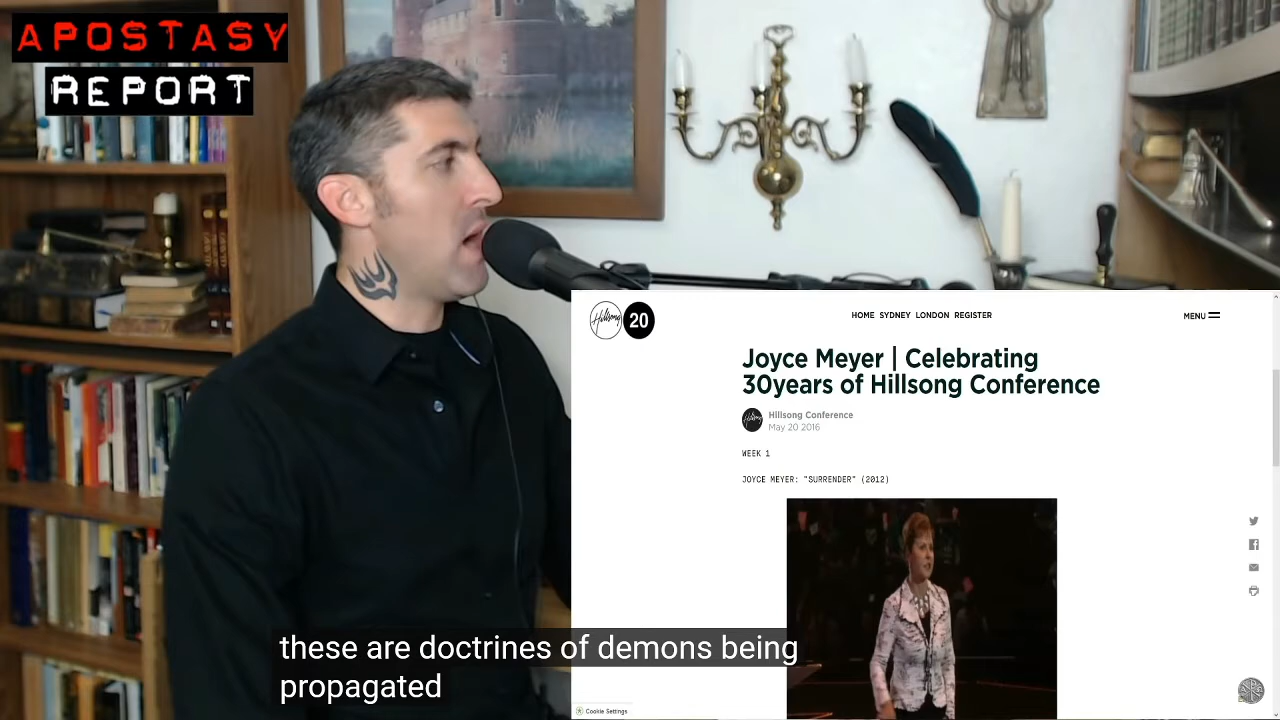 APOSTASY
REPORT
Hillsong 20
HOME SYDNEY LONDON REGISTER
MENU
Joyce Meyer | Celebrating
30years of Hillsong Conference
Hillsong Conference
May 20 2016
WEEK 1
JOYCE MEYER: "SURRENDER" (2012)
these are doctrines of demons being
propagated
Cookie Settings